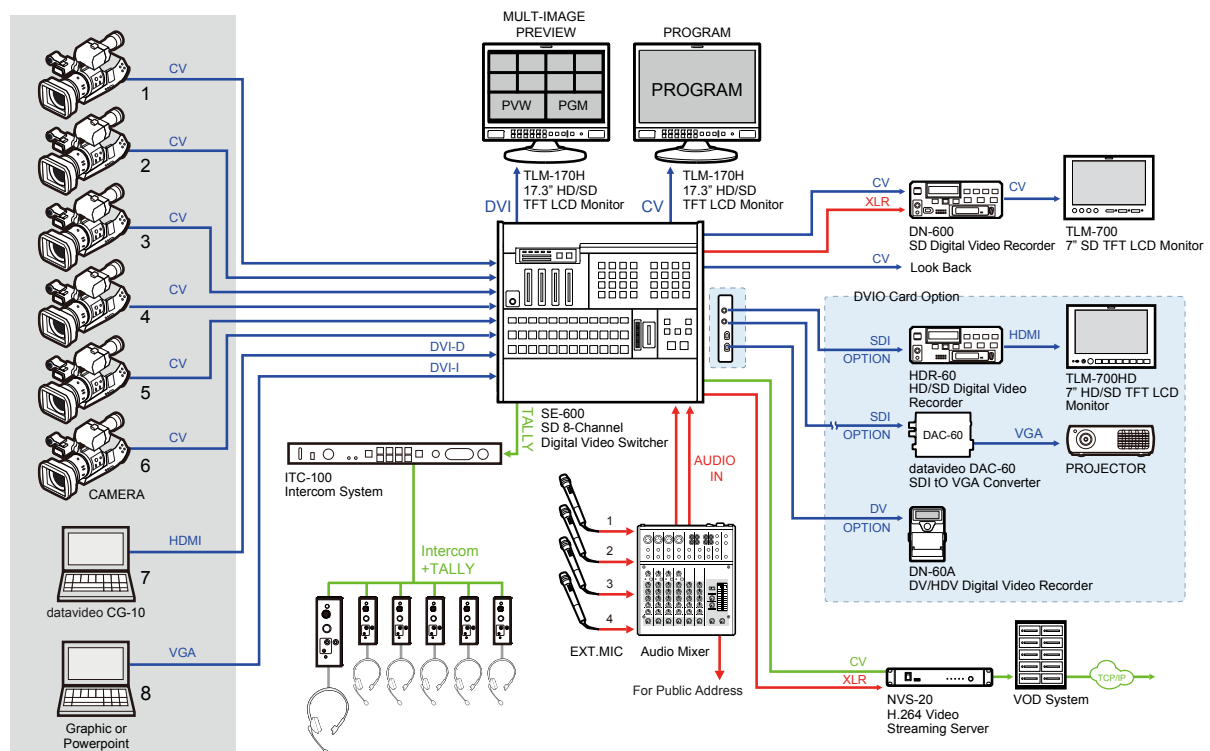 MULT-IMAGE
PREVIEW
PROGRAM
PVW
PGM
PROGRAM
TLM-170H
17.3" HD/SD
TFT LCD Monitor
TLM-170H
17.3" HD/SD
TFT LCD Monitor
DVI
CV
CV
1
CV
2
CV
3
CV
4
CV
5
CV
6
CAMERA
HDMI
7
datavideo CG-10
VGA
8
Graphic or
Powerpoint
DVI-D
DVI-I
CV
XLR
DN-600
SD Digital Video Recorder
CV
TLM-700
7" SD TFT LCD Monitor
CV
Look Back
DVIO Card Option
SDI
OPTION
HDR-60
HD/SD Digital Video
Recorder
HDMI
TLM-700HD
7" HD/SD TFT LCD
Monitor
SDI
OPTION
DAC-60
datavideo DAC-60
SDI tO VGA Converter
VGA
PROJECTOR
DV
OPTION
DN-60A
DV/HDV Digital Video Recorder
TALLY
SE-600
SD 8-Channel
Digital Video Switcher
ITC-100
Intercom System
Intercom
+TALLY
AUDIO
IN
1
2
3
4
EXT.MIC
Audio Mixer
For Public Address
CV
XLR
NVS-20
H.264 Video
Streaming Server
VOD System
TCP/IP